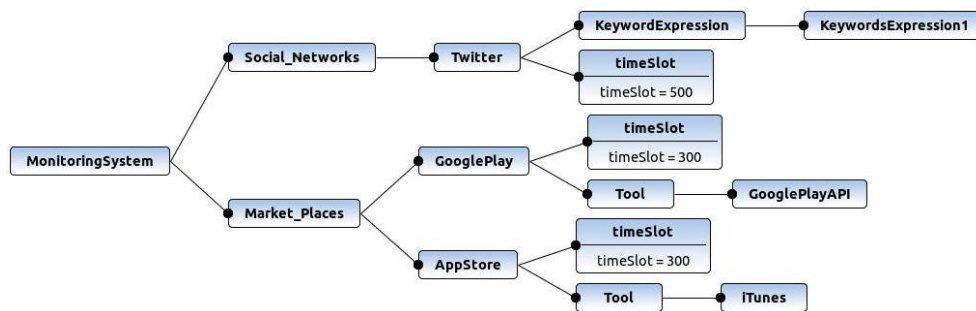 KeywordExpression
KeywordsExpression1
Social_Networks
Twitter
timeSlot
timeSlot = 500
MonitoringSystem
timeSlot
timeSlot = 300
GooglePlay
Tool
GooglePlayAPI
Market_Places
timeSlot
timeSlot = 300
AppStore
Tool
iTunes